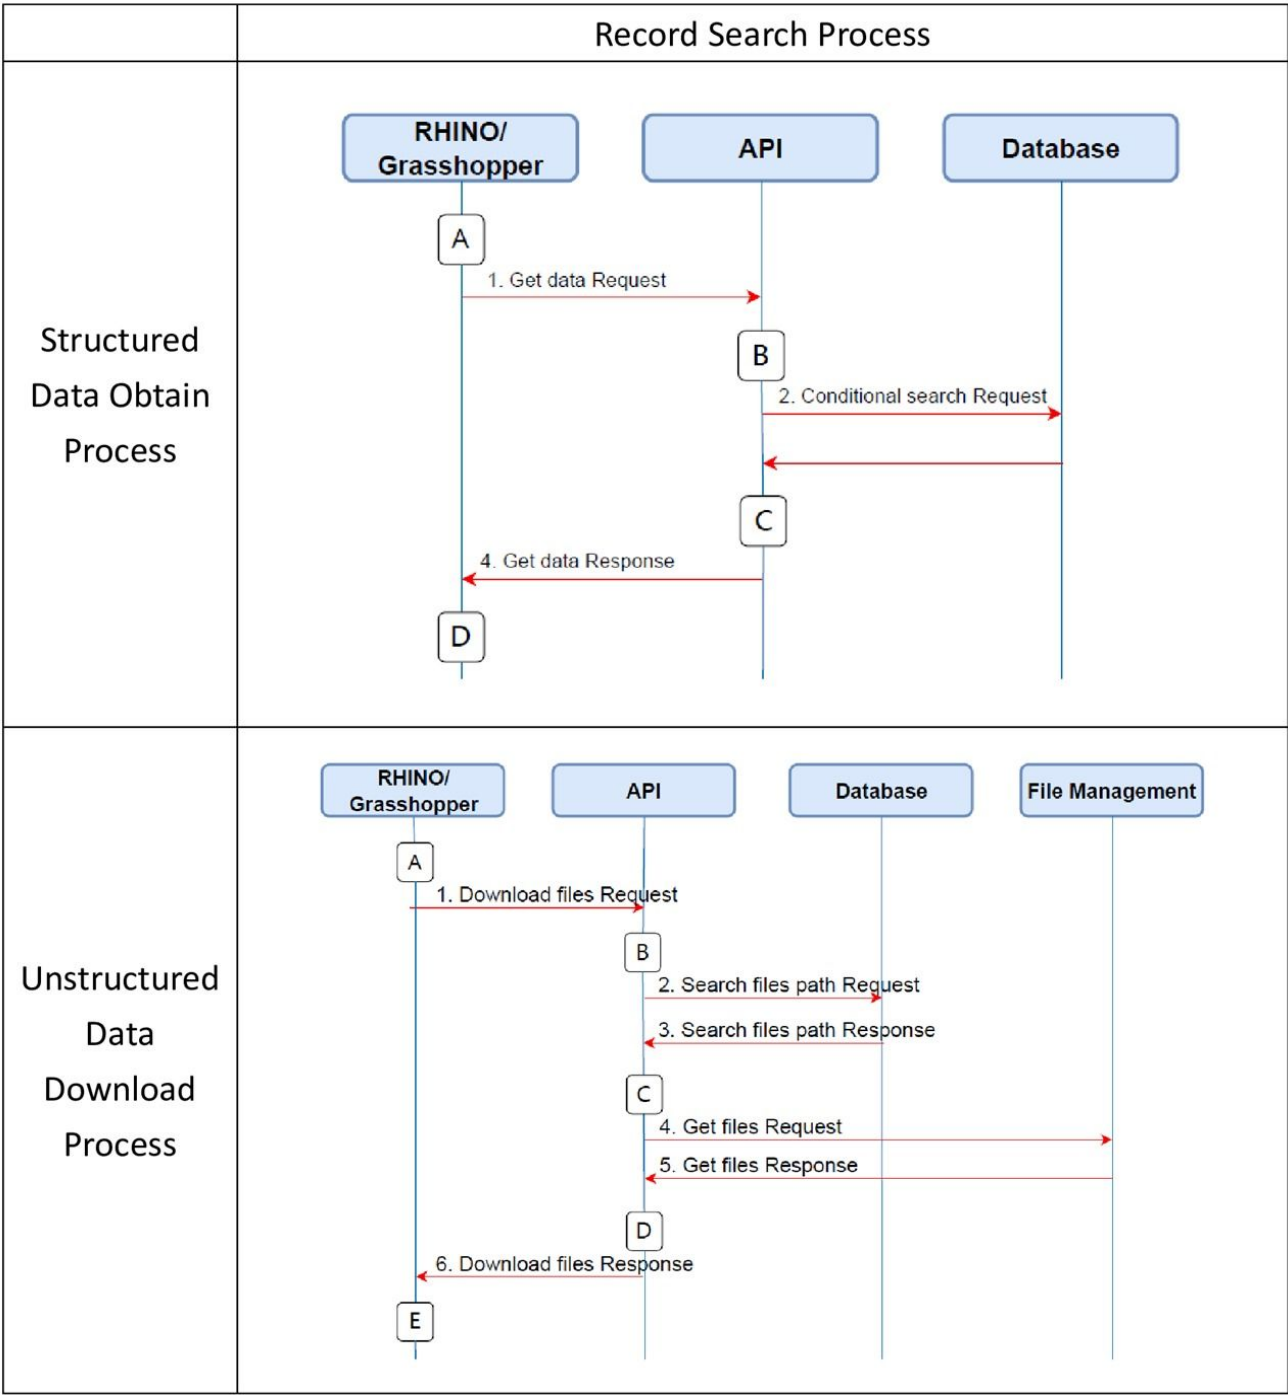 Record Search Process
Structured
Data Obtain
Process
RHINO/
Grasshopper
API
Database
A
1. Get data Request
B
2. Conditional search Request
C
4. Get data Response
D
Unstructured
Data
Download
Process
RHINO/
Grasshopper
API
Database
File Management
A
1. Download files Request
B
2. Search files path Request
3. Search files path Response
C
4. Get files Request
5. Get files Response
D
6. Download files Response
E